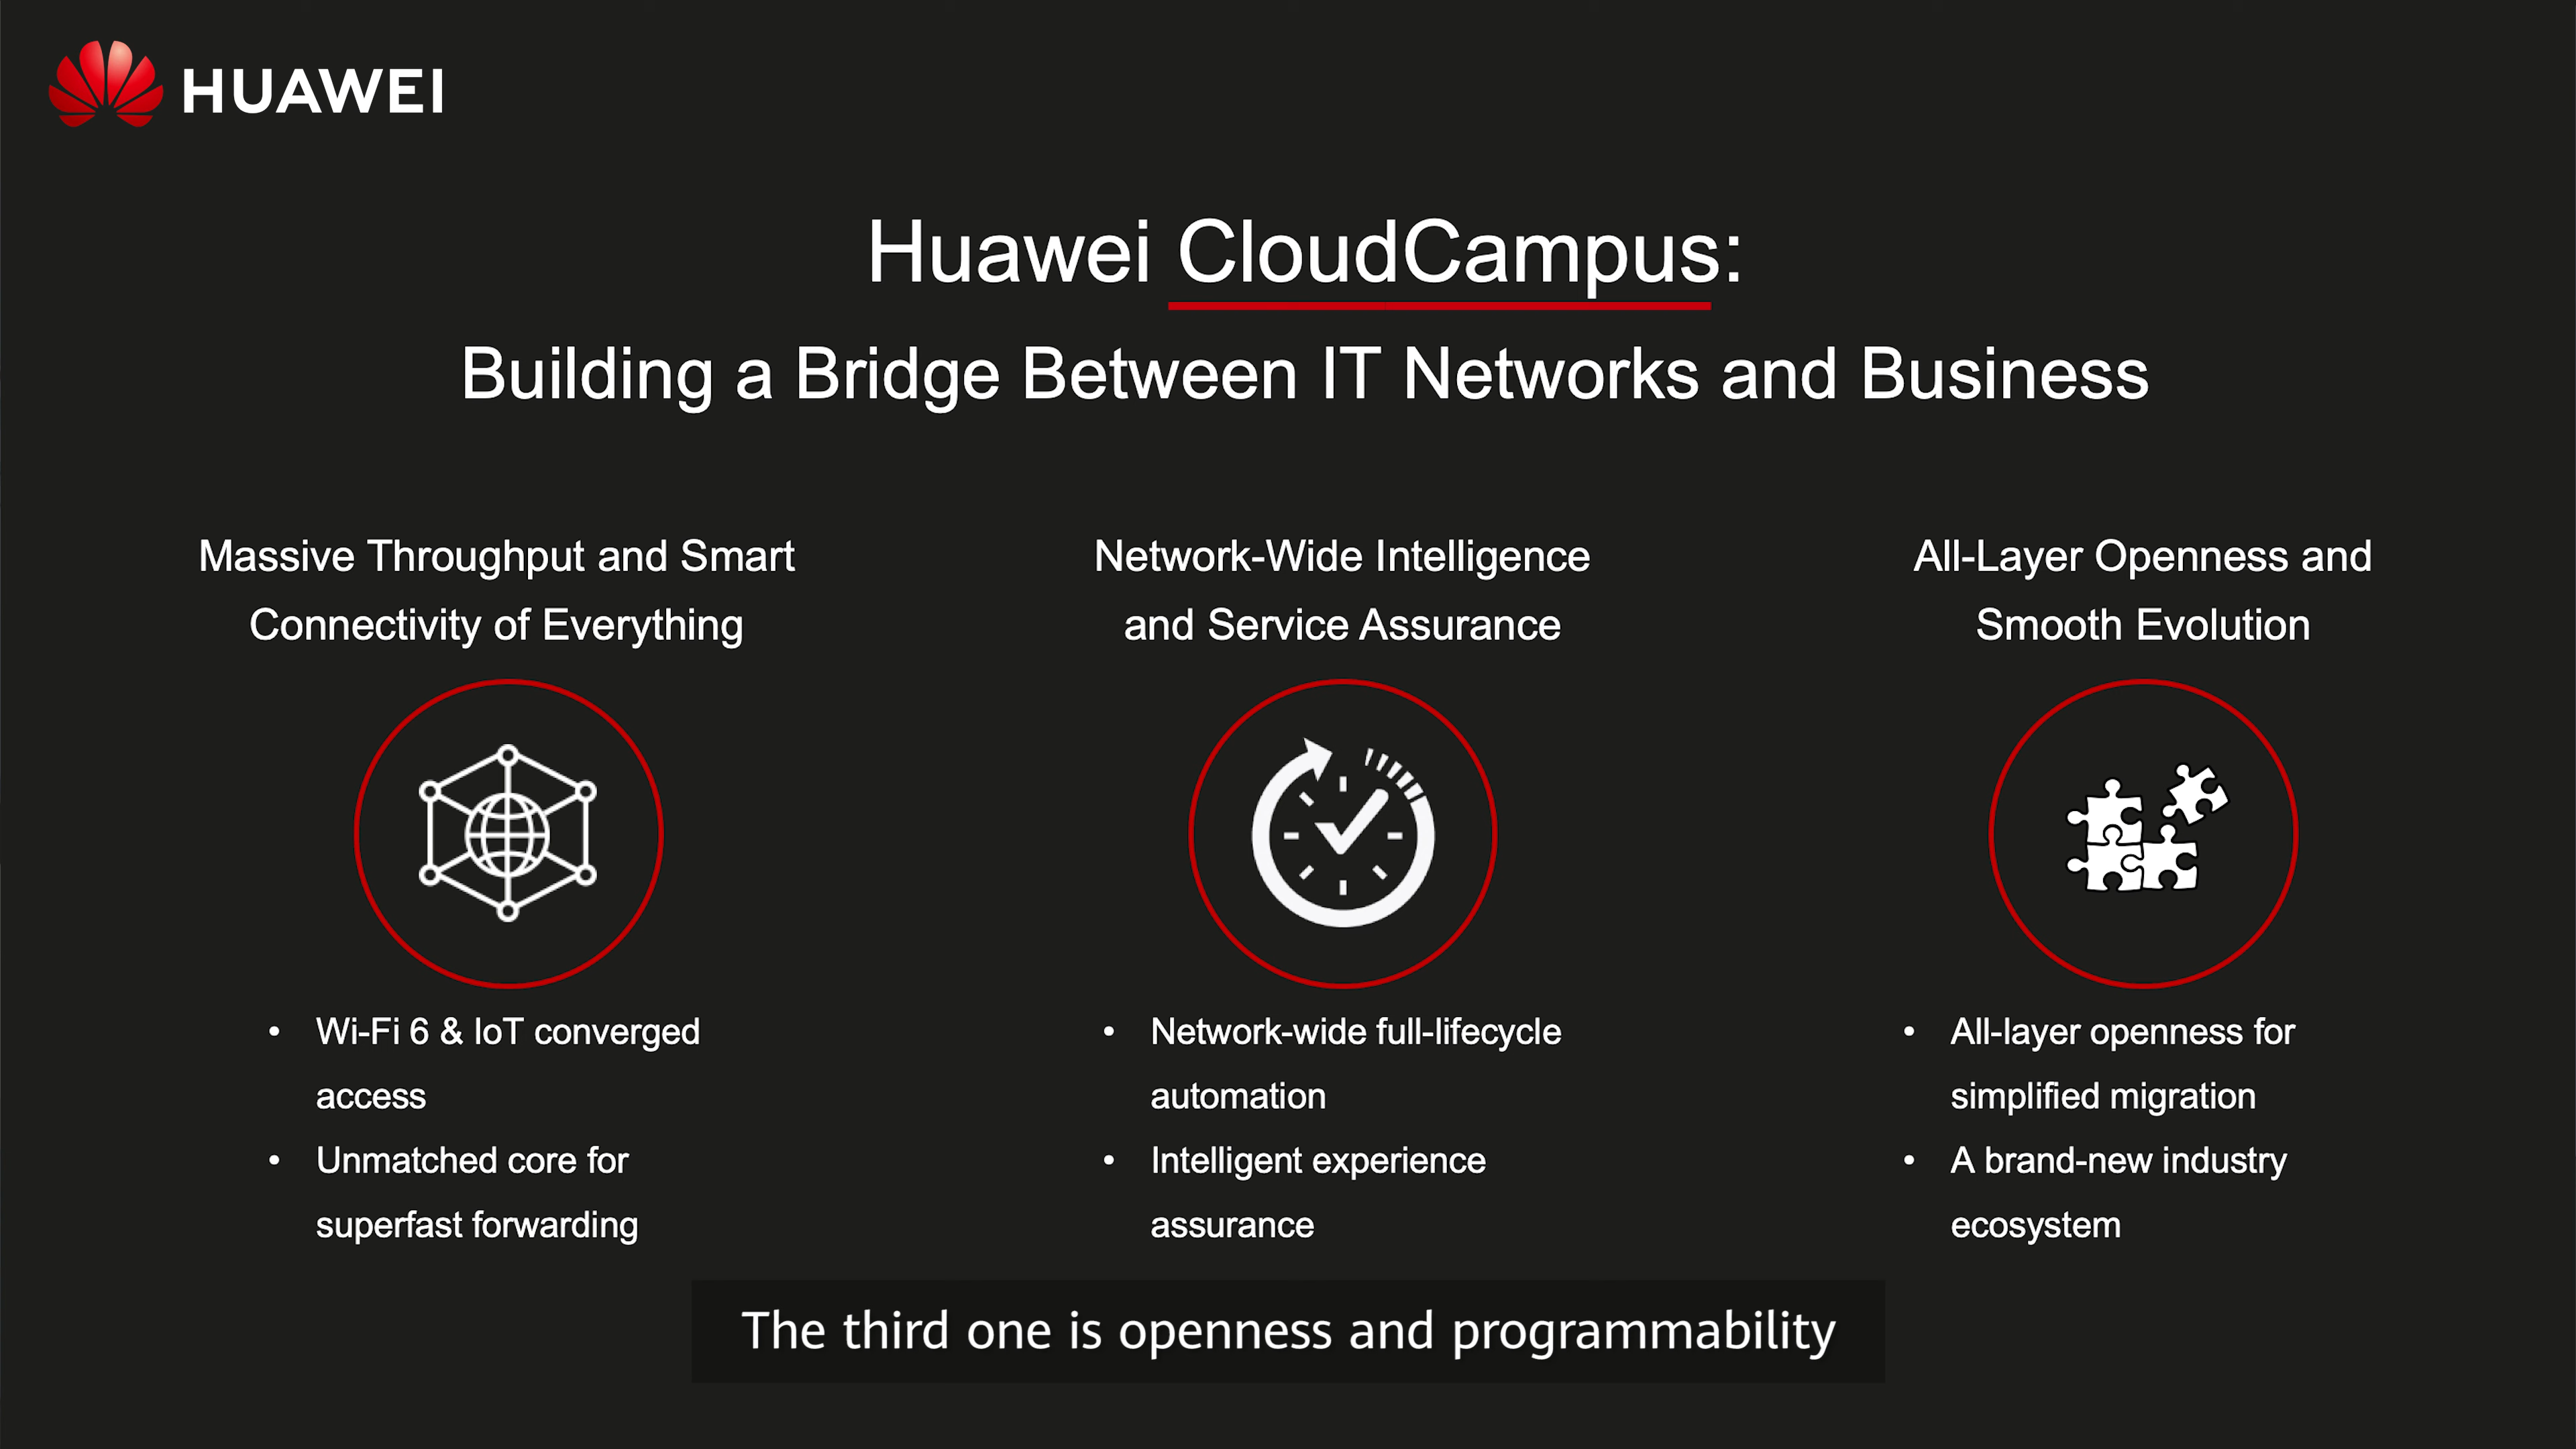 HUAWEI
Huawei CloudCampus:
Building a Bridge Between IT Networks and Business
Massive Throughput and Smart
Connectivity of Everything
• Wi-Fi 6 & IoT converged
access
• Unmatched core for
superfast forwarding
Network-Wide Intelligence
and Service Assurance
• Network-wide full-lifecycle
automation
• Intelligent experience
assurance
All-Layer Openness and
Smooth Evolution
• All-layer openness for
simplified migration
• A brand-new industry
ecosystem
The third one is openness and programmability